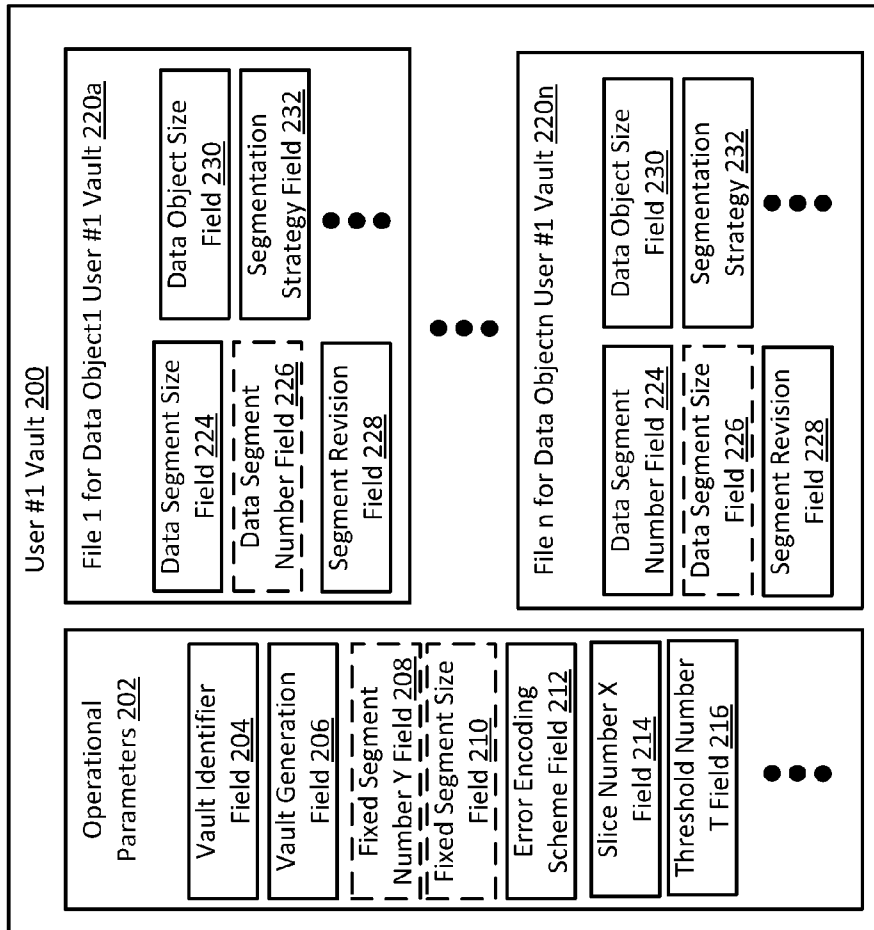 User #1 Vault 200
Operational
Parameters 202
Vault Identifier
Field 204
Vault Generation
Field 206
Fixed Segment
Number Y Field 208
Fixed Segment Size
Field 210
Error Encoding
Scheme Field 212
Slice Number X
Field 214
Threshold Number
T Field 216
File 1 for Data Object1 User #1 Vault 220a
Data Segment Size
Field 224
Data Segment
Number Field 226
Segment Revision
Field 228
Data Object Size
Field 230
Segmentation
Strategy Field 232
File n for Data Objectn User #1 Vault 220n
Data Segment
Number Field 224
Data Segment Size
Field 226
Segment Revision
Field 228
Data Object Size
Field 230
Segmentation
Strategy 232